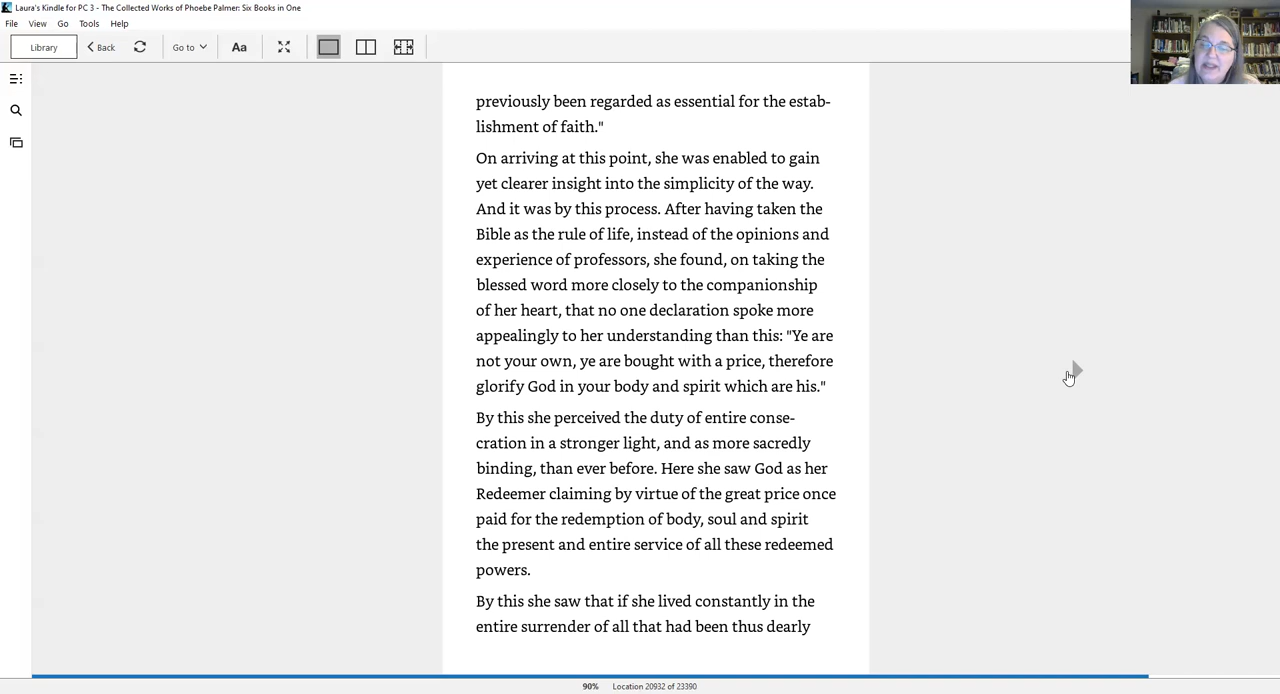 Laura's Kindle for PC 3 - The Collected Works of Phoebe Palmer: Six Books in One
File View Go Tools Help
Library Back Go to Aa
previously been regarded as essential for the estab-
lishment of faith."
On arriving at this point, she was enabled to gain
yet clearer insight into the simplicity of the way.
And it was by this process. After having taken the
Bible as the rule of life, instead of the opinions and
experience of professors, she found, on taking the
blessed word more closely to the companionship
of her heart, that no one declaration spoke more
appealingly to her understanding than this: "Ye are
not your own, ye are bought with a price, therefore
glorify God in your body and spirit which are his."
By this she perceived the duty of entire conse-
cration in a stronger light, and as more sacredly
binding, than ever before. Here she saw God as her
Redeemer claiming by virtue of the great price once
paid for the redemption of body, soul and spirit
the present and entire service of all these redeemed
powers.
By this she saw that if she lived constantly in the
entire surrender of all that had been thus dearly
90% Location 20932 of 23390